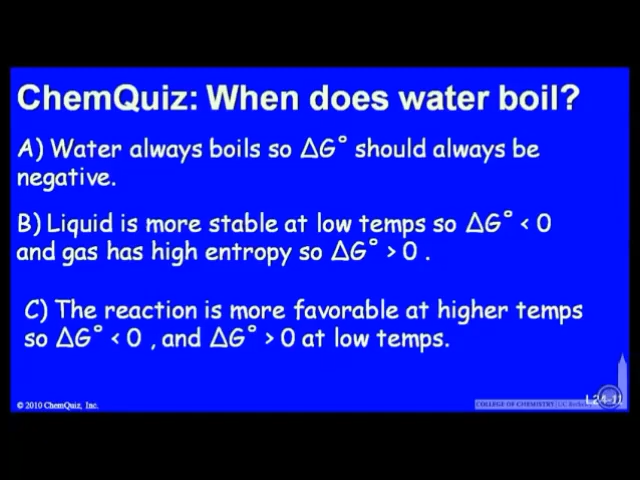 ChemQuiz: When does water boil?
A) Water always boils so ΔG° should always be
negative.
B) Liquid is more stable at low temps so ΔG° < 0
and gas has high entropy so ΔG° > 0 .
C) The reaction is more favorable at higher temps
so ΔG° < 0 , and ΔG° > 0 at low temps.
© 2010 ChemQuiz, Inc.
COLLEGE OF CHEMISTRY UC
L24-11